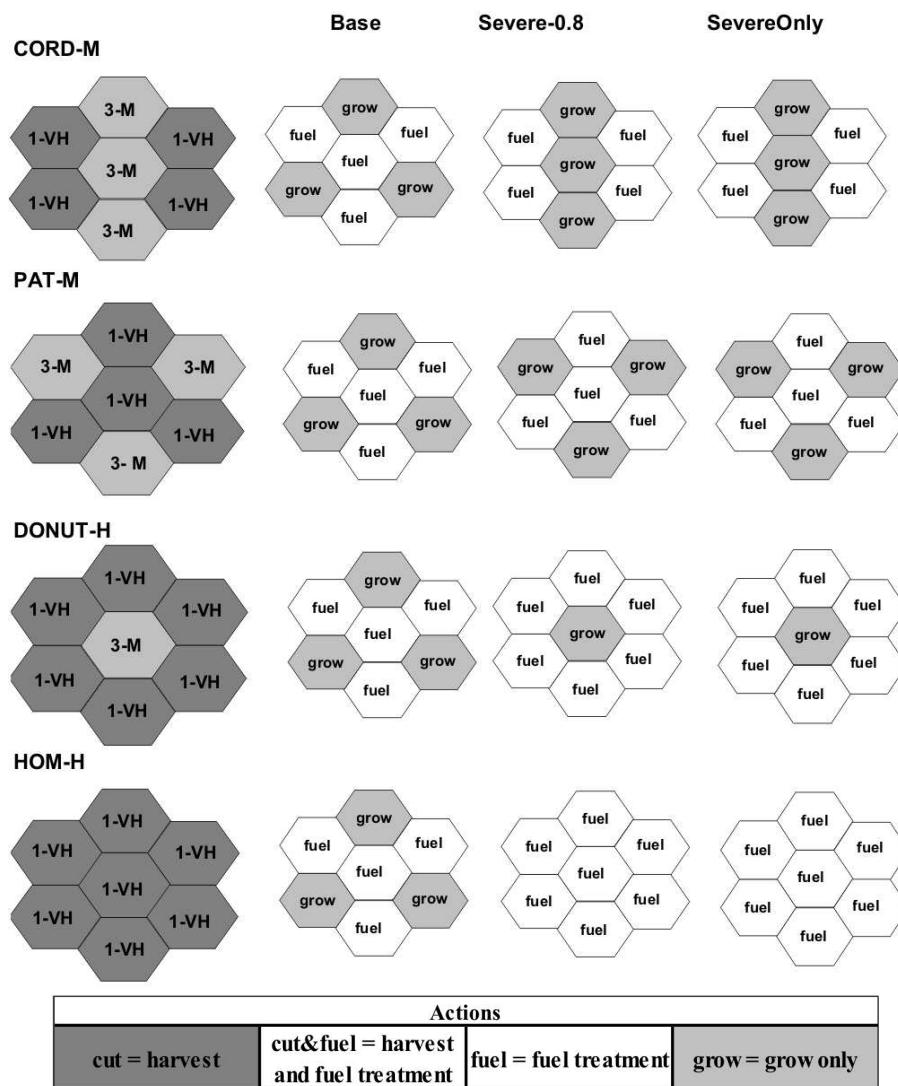 Base Severe-0.8 SevereOnly
CORD-M
3-M
1-VH 1-VH
3-M
1-VH 1-VH
3-M
grow
fuel fuel
fuel
grow grow
fuel
grow
fuel fuel
grow
fuel fuel
grow
grow
fuel fuel
grow
fuel fuel
grow
PAT-M
1-VH
3-M 3-M
1-VH
1-VH 1-VH
3- M
grow
fuel fuel
fuel
grow grow
fuel
fuel
grow grow
fuel
fuel fuel
grow
fuel
grow grow
fuel
fuel fuel
grow
DONUT-H
1-VH
1-VH 1-VH
3-M
1-VH 1-VH
1-VH
grow
fuel fuel
fuel
grow grow
fuel
fuel
fuel fuel
grow
fuel fuel
fuel
fuel
fuel fuel
grow
fuel fuel
fuel
HOM-H
1-VH
1-VH 1-VH
1-VH
1-VH 1-VH
1-VH
grow
fuel fuel
fuel
grow grow
fuel
fuel
fuel fuel
fuel
fuel fuel
fuel
fuel
fuel fuel
fuel
fuel fuel
fuel
Actions
cut = harvest
cut&fuel = harvest
and fuel treatment
fuel = fuel treatment
grow = grow only